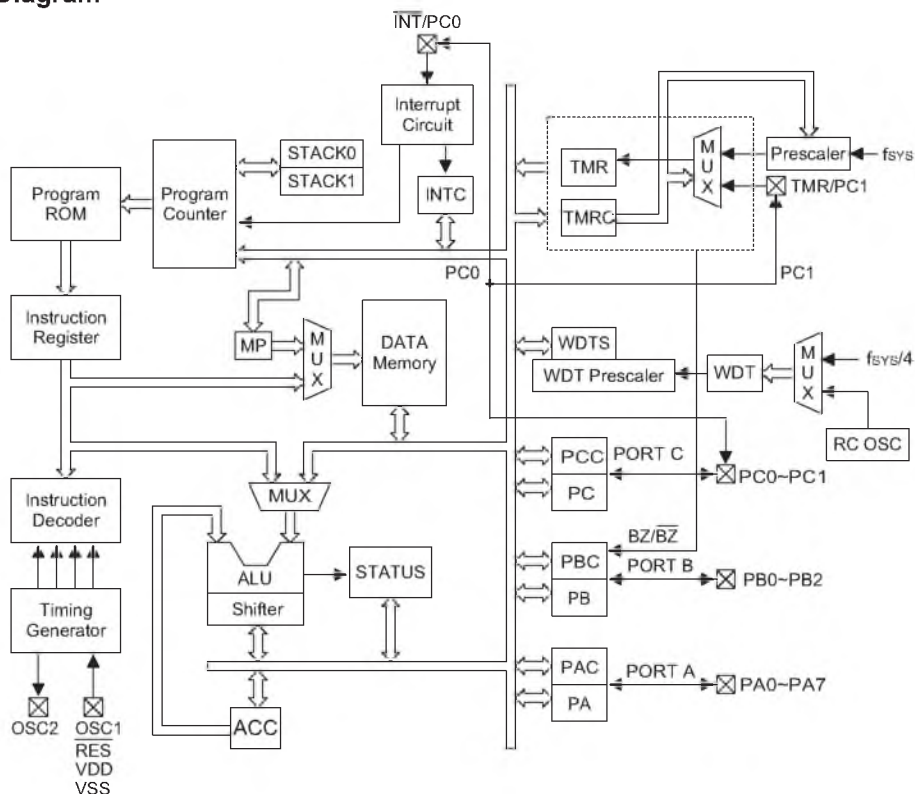 Diagram
INT/PC0
Interrupt
Circuit
INTC
STACK0
STACK1
Program
Counter
Program
ROM
Instruction
Register
MP
MUX
DATA
Memory
TMR
TMRC
MUX
Prescaler
fSYS
TMR/PC1
PC0
PC1
WDTS
WDT Prescaler
WDT
MUX
fSYS/4
RC OSC
Instruction
Decoder
MUX
ALU
Shifter
STATUS
Timing
Generator
OSC2
OSC1
RES
VDD
VSS
ACC
PCC
PC
PORT C
PC0~PC1
BZ/BZ
PBC
PB
PORT B
PB0~PB2
PAC
PA
PORT A
PA0~PA7